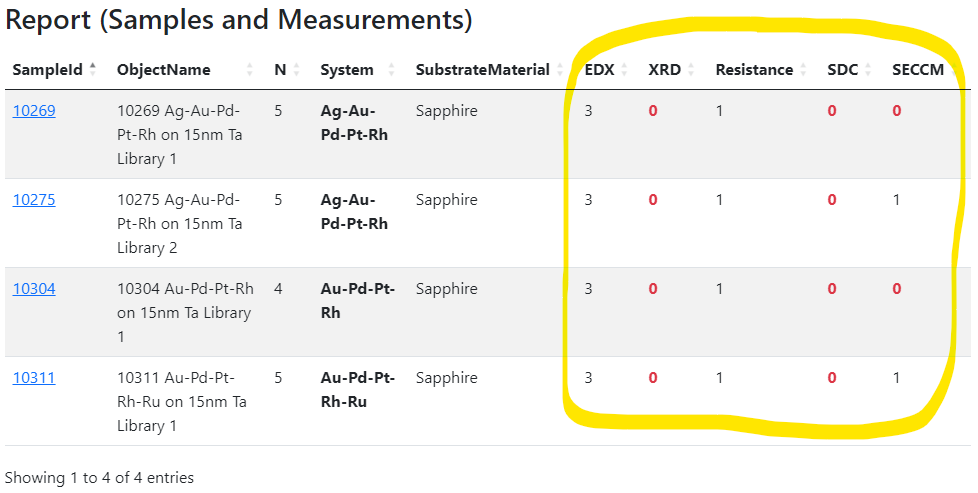 Report (Samples and Measurements)
SampleId ObjectName N System SubstrateMaterial EDX XRD Resistance SDC SECCM
10269 10269 Ag-Au-Pd- 5 Ag-Au- Sapphire 3 0 1 0 0
Pt-Rh on 15nm Ta Pd-Pt-Rh
Library 1
10275 10275 Ag-Au-Pd- 5 Ag-Au- Sapphire 3 0 1 0 1
Pt-Rh on 15nm Ta Pd-Pt-Rh
Library 2
10304 10304 Au-Pd-Pt-Rh 4 Au-Pd-Pt- Sapphire 3 0 1 0 0
on 15nm Ta Library Rh
1
10311 10311 Au-Pd-Pt- 5 Au-Pd-Pt- Sapphire 3 0 1 0 1
Rh-Ru on 15nm Ta Rh-Ru
Library 1
Showing 1 to 4 of 4 entries